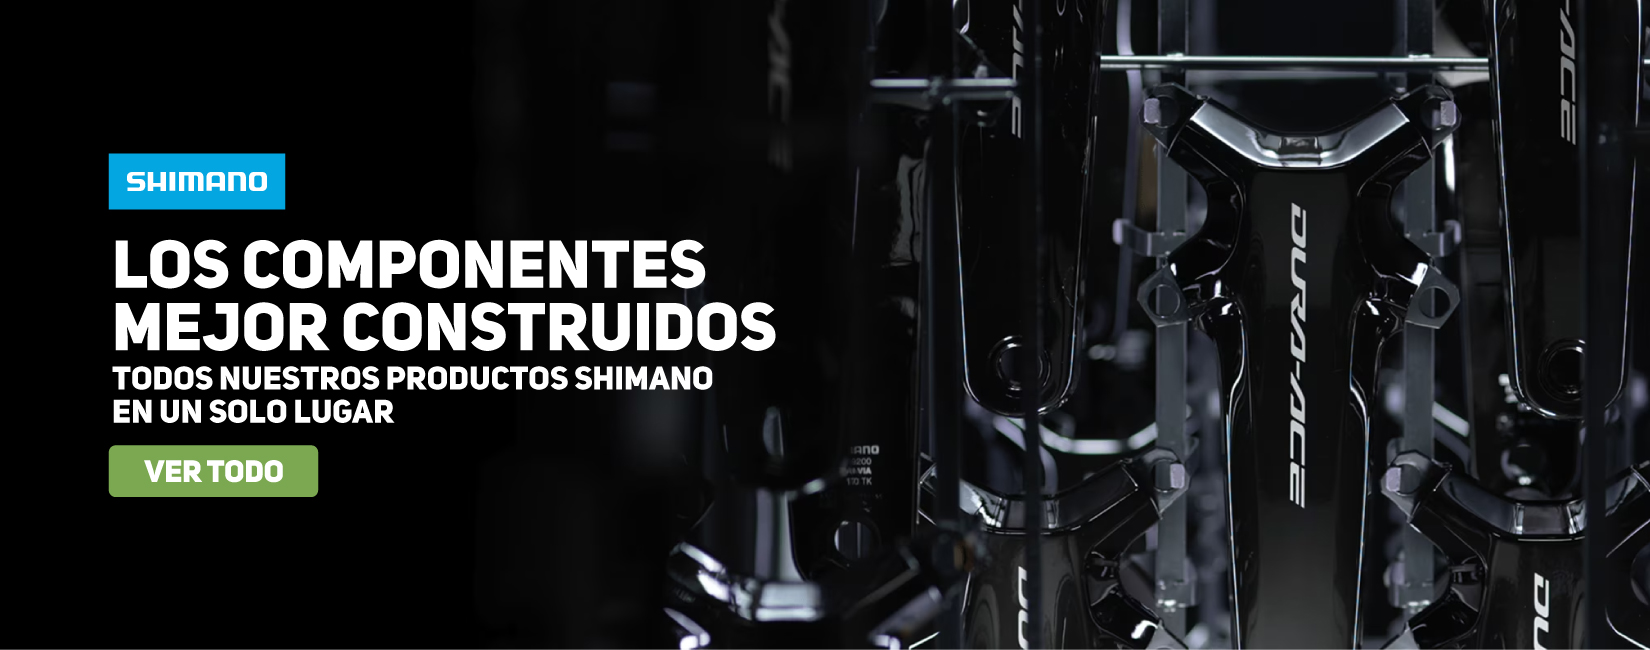 SHIMANO
LOS COMPONENTES
MEJOR CONSTRUIDOS
TODOS NUESTROS PRODUCTOS SHIMANO
EN UN SOLO LUGAR
VER TODO
DURA-ACE